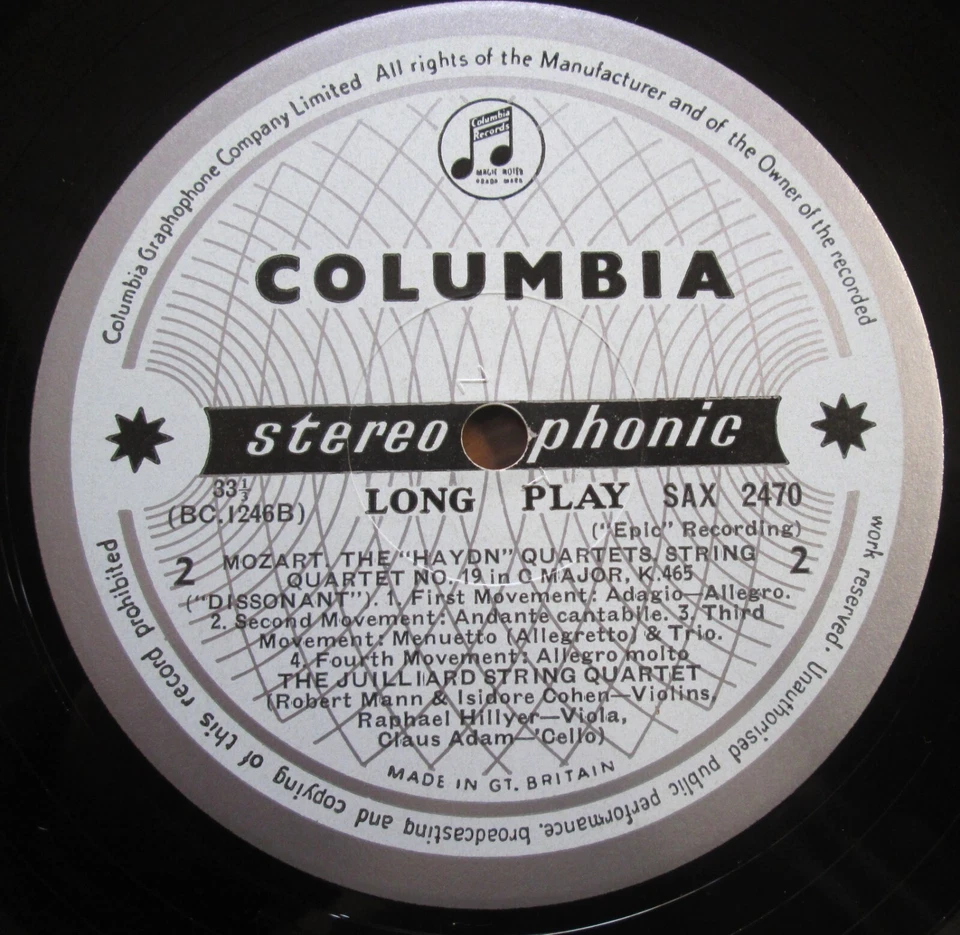 Columbia Graphophone Company Limited All rights of the Manufacturer and of the Owner of the recorded
work reserved. Unauthorised public performance, broadcasting and copying of this record prohibited
Columbia
Records
MAGIC NOTES
TRADE MARK
COLUMBIA
stereophonic
33⅓ LONG PLAY SAX 2470
(BC.1246B) ("Epic" Recording)
2 MOZART. THE "HAYDN" QUARTETS. STRING 2
QUARTET NO. 19 in C MAJOR, K.465
("DISSONANT"). 1. First Movement: Adagio—Allegro.
2. Second Movement: Andante cantabile. 3. Third
Movement: Menuetto (Allegretto) & Trio.
4. Fourth Movement: Allegro molto
THE JUILLIARD STRING QUARTET
(Robert Mann & Isidore Cohen—Violins,
Raphael Hillyer—Viola,
Claus Adam—'Cello)
MADE IN GT. BRITAIN